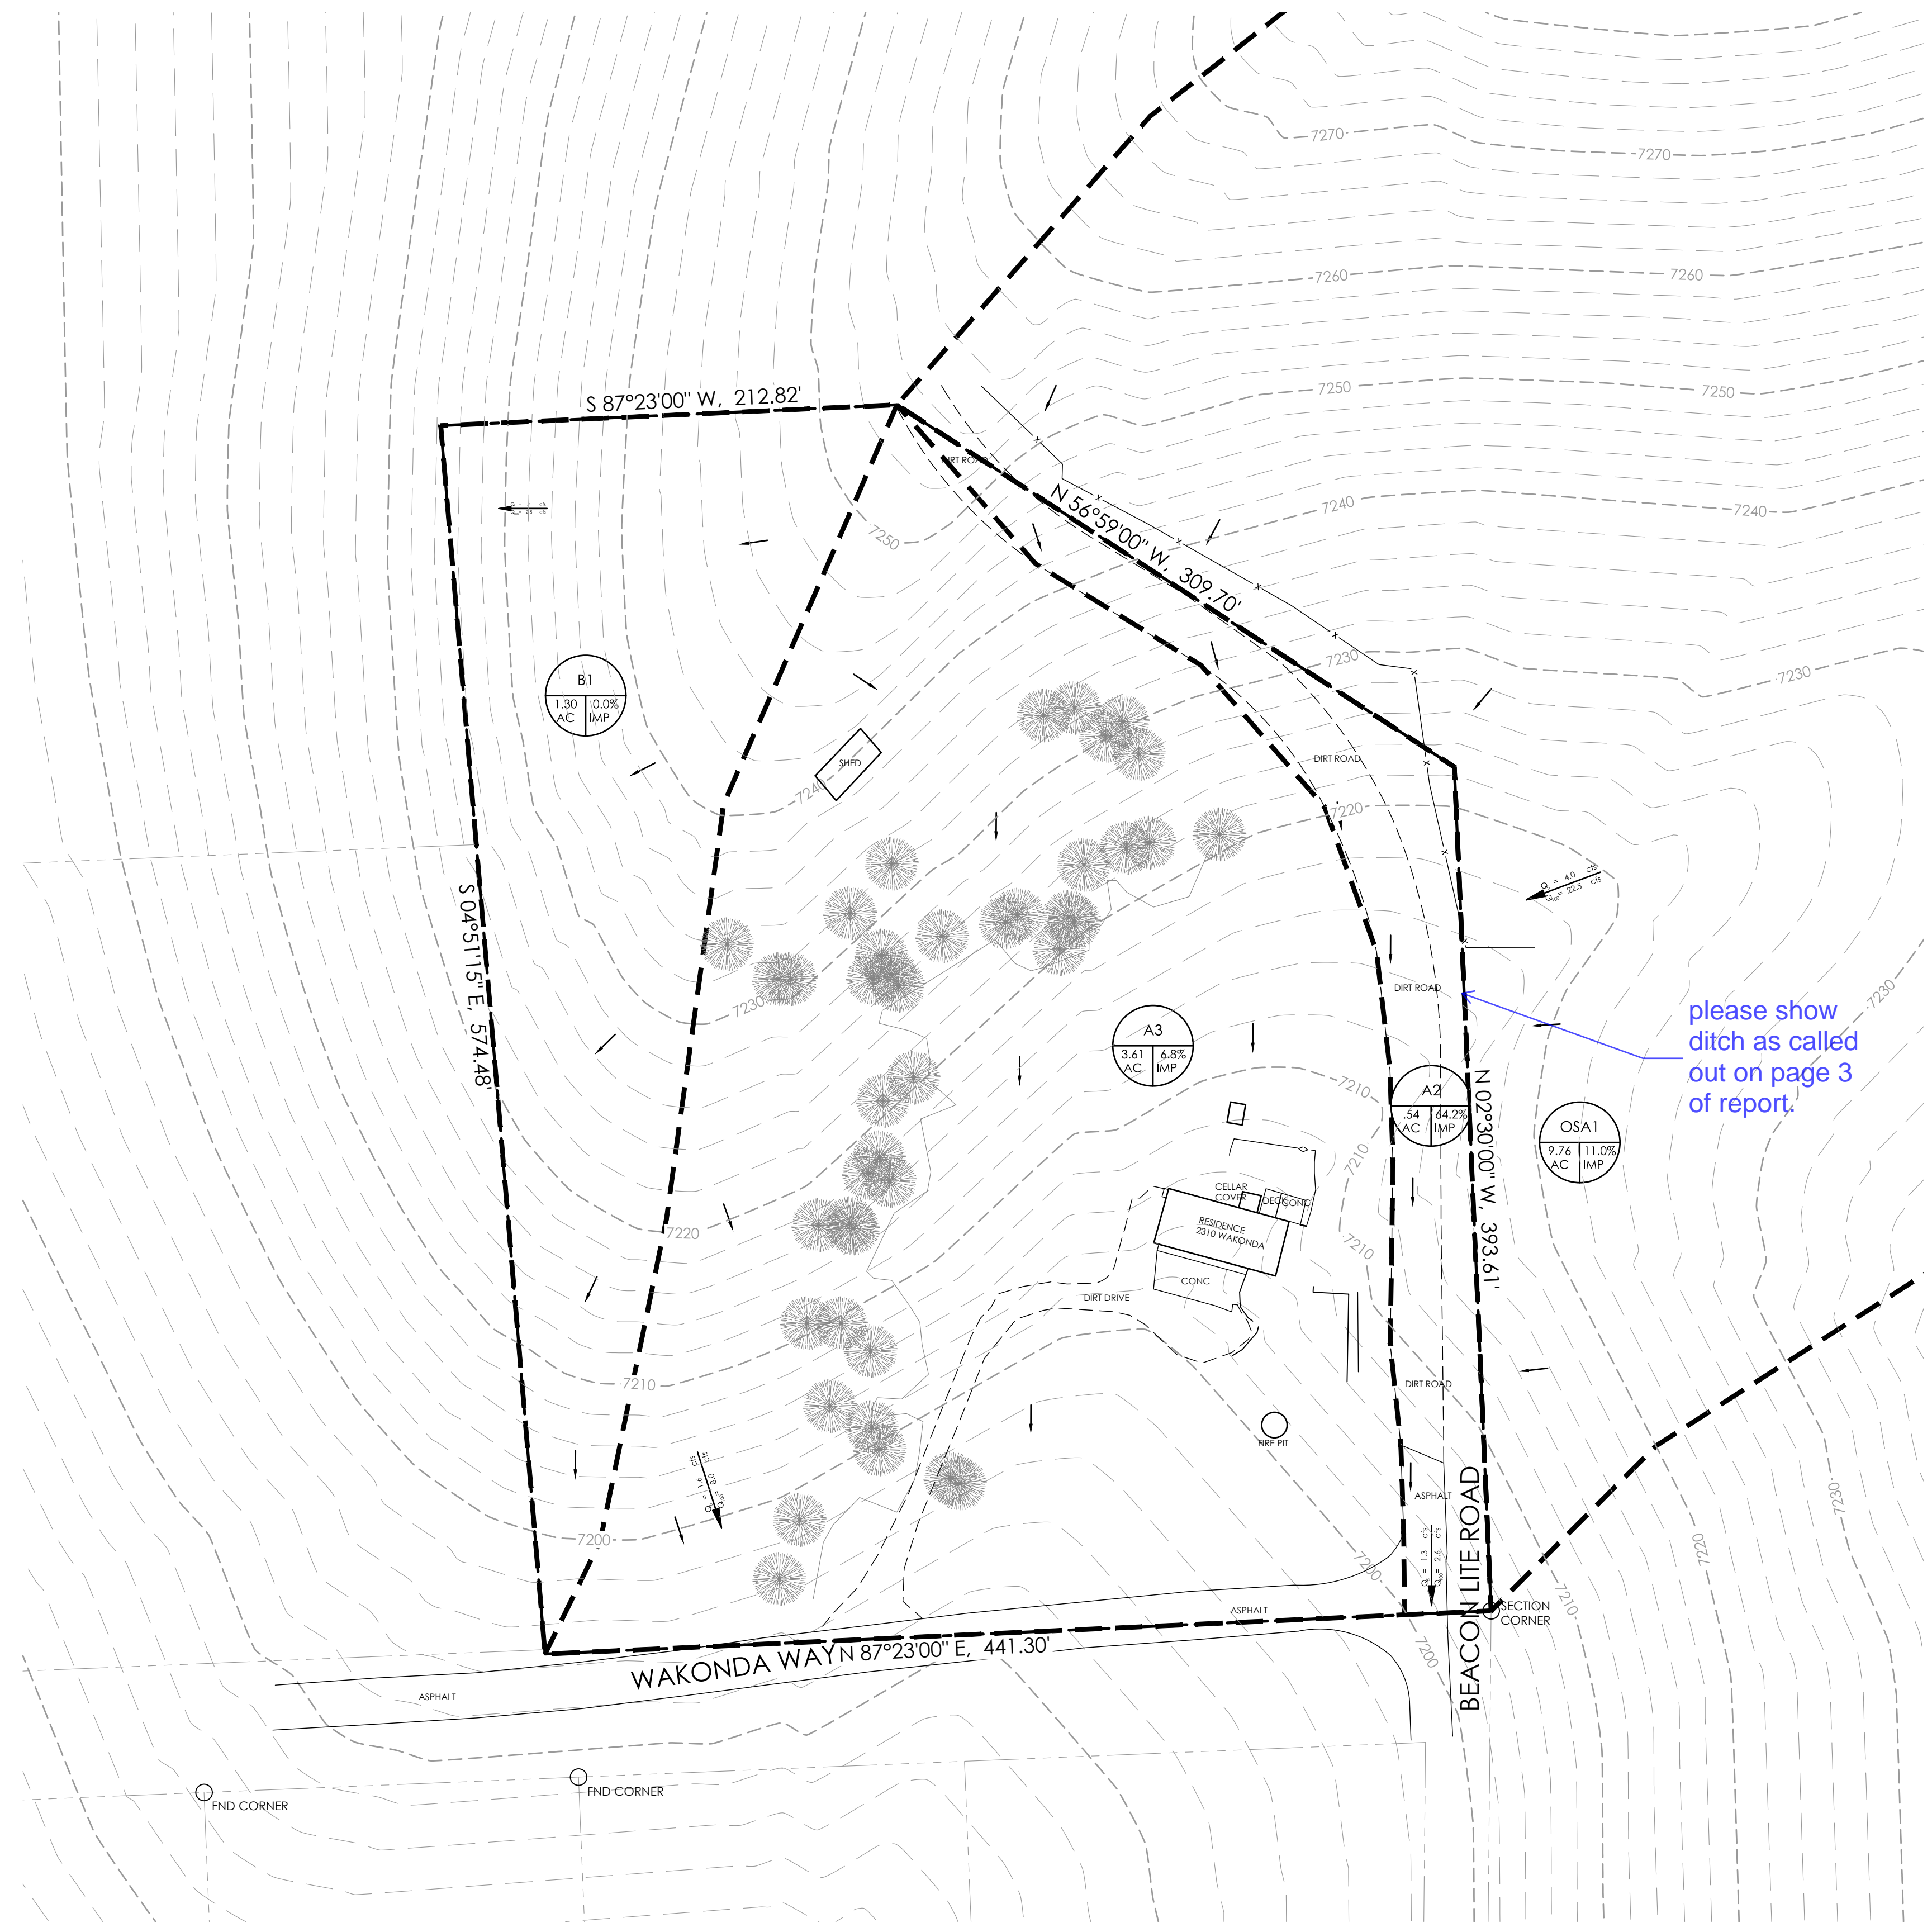 7270
7270
7260
7260
7250
7250
S 87°23'00" W, 212.82'
DIRT ROAD
N 56°59'00" W, 309.70'
7240
7240
7250
7230
7230
B1
1.30 AC
0.0% IMP
SHED
7240
DIRT ROAD
7220
Q5 = 4.0 cfs
Q100 = 22.5 cfs
S 04°51'15" E, 574.48'
7230
DIRT ROAD
7230
please show
ditch as called
out on page 3
of report.
A3
3.61 AC
6.8% IMP
7210
A2
.54 AC
64.2% IMP
N 02°30'00" W, 393.61'
OSA1
9.76 AC
11.0% IMP
7210
CELLAR
COVER
DECK
CONC
RESIDENCE
2310 WAKONDA
7220
7210
CONC
DIRT DRIVE
7210
DIRT ROAD
FIRE PIT
Q5 = 1.6 cfs
Q100 = 8.0 cfs
ASPHALT
7230
7200
7200
Q5 = 1.3 cfs
Q100 = 2.6 cfs
BEACON LITE ROAD
7220
7210
SECTION
CORNER
ASPHALT
WAKONDA WAY
N 87°23'00" E, 441.30'
7200
ASPHALT
FND CORNER
FND CORNER